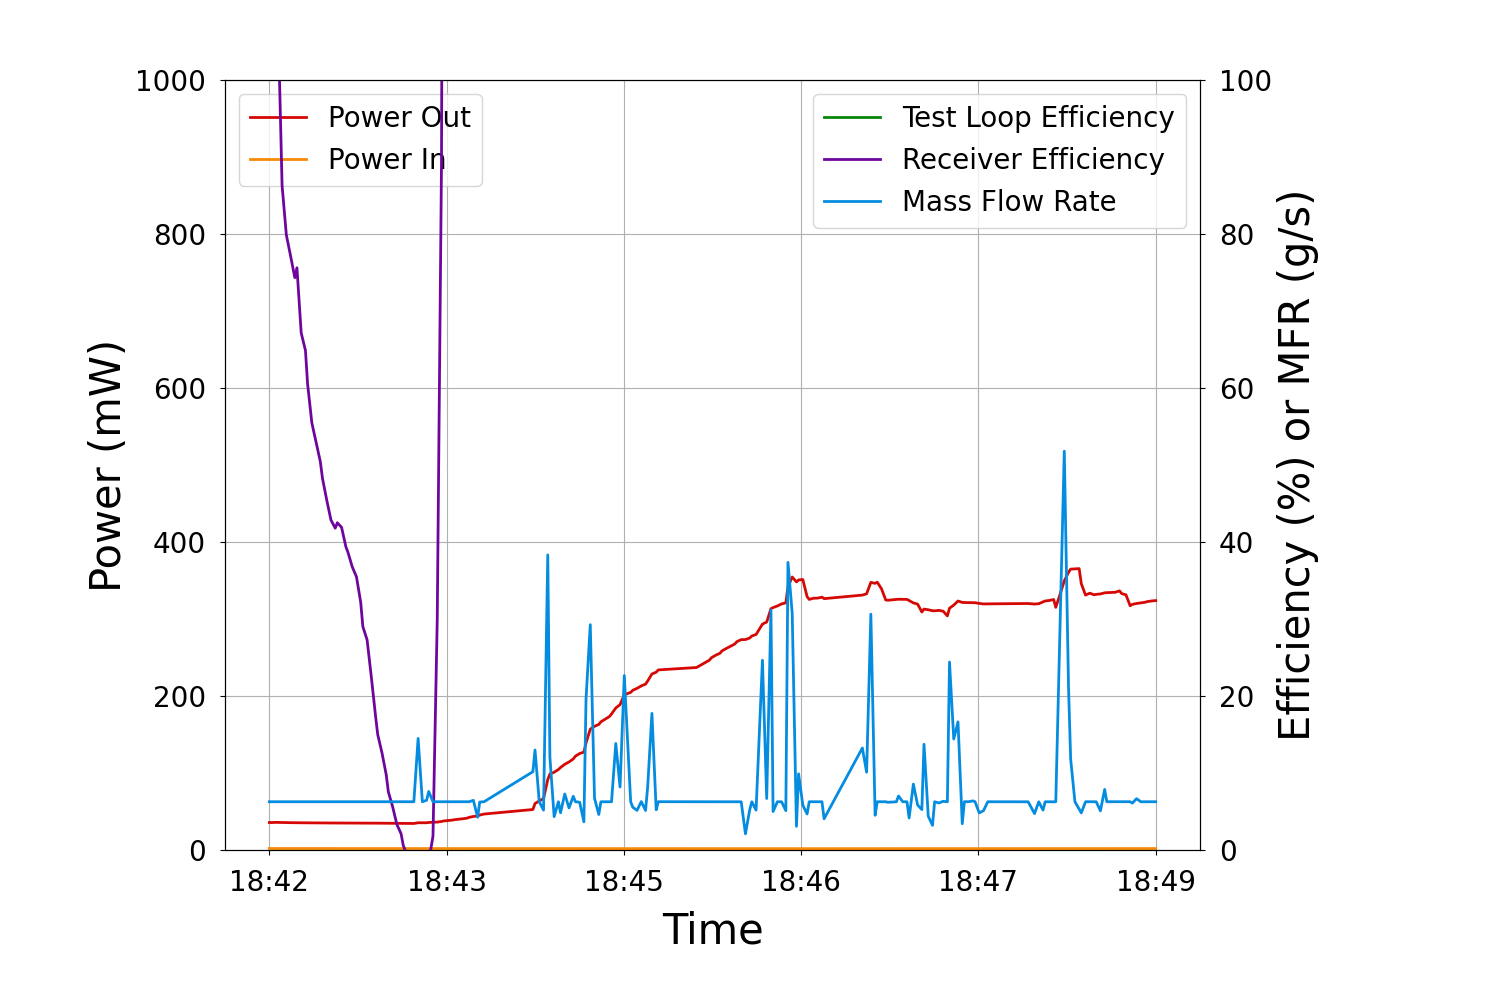 1000
800
600
400
200
0
Power (mW)
Power Out
Power In
Test Loop Efficiency
Receiver Efficiency
Mass Flow Rate
100
80
60
40
20
0
Efficiency (%) or MFR (g/s)
18:42 18:43 18:45 18:46 18:47 18:49
Time